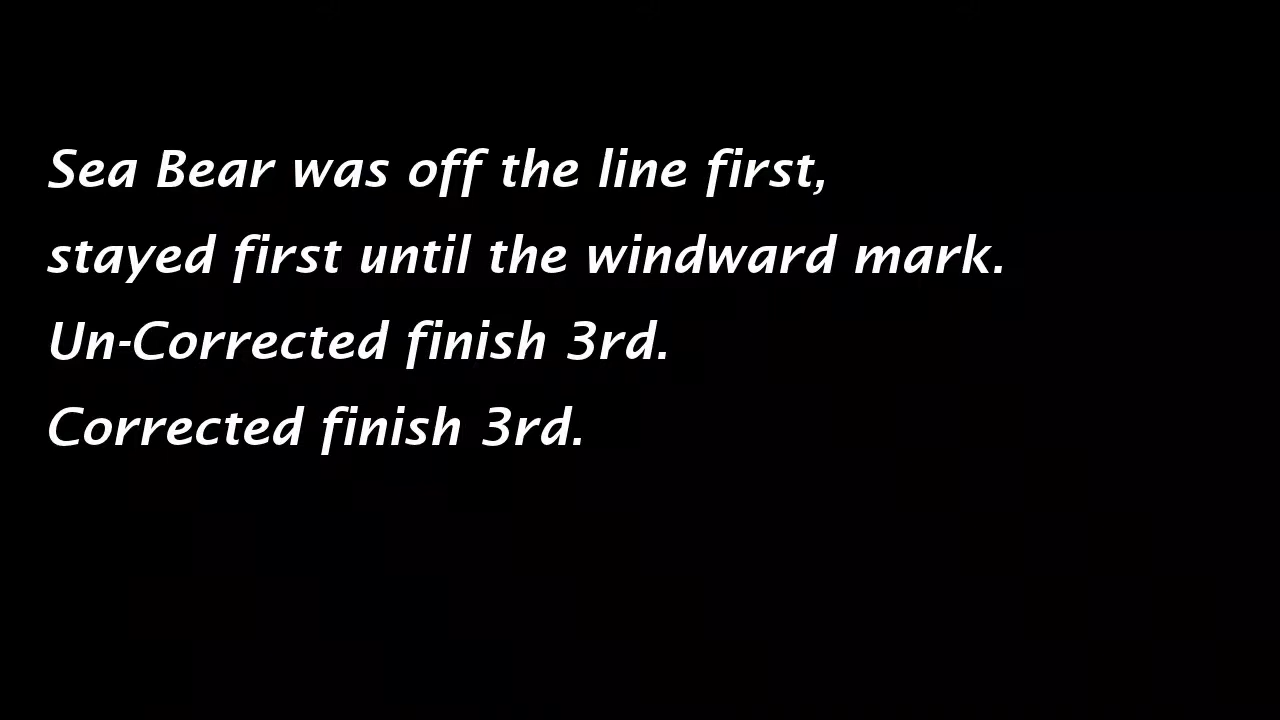 Sea Bear was off the line first,
stayed first until the windward mark.
Un-Corrected finish 3rd.
Corrected finish 3rd.